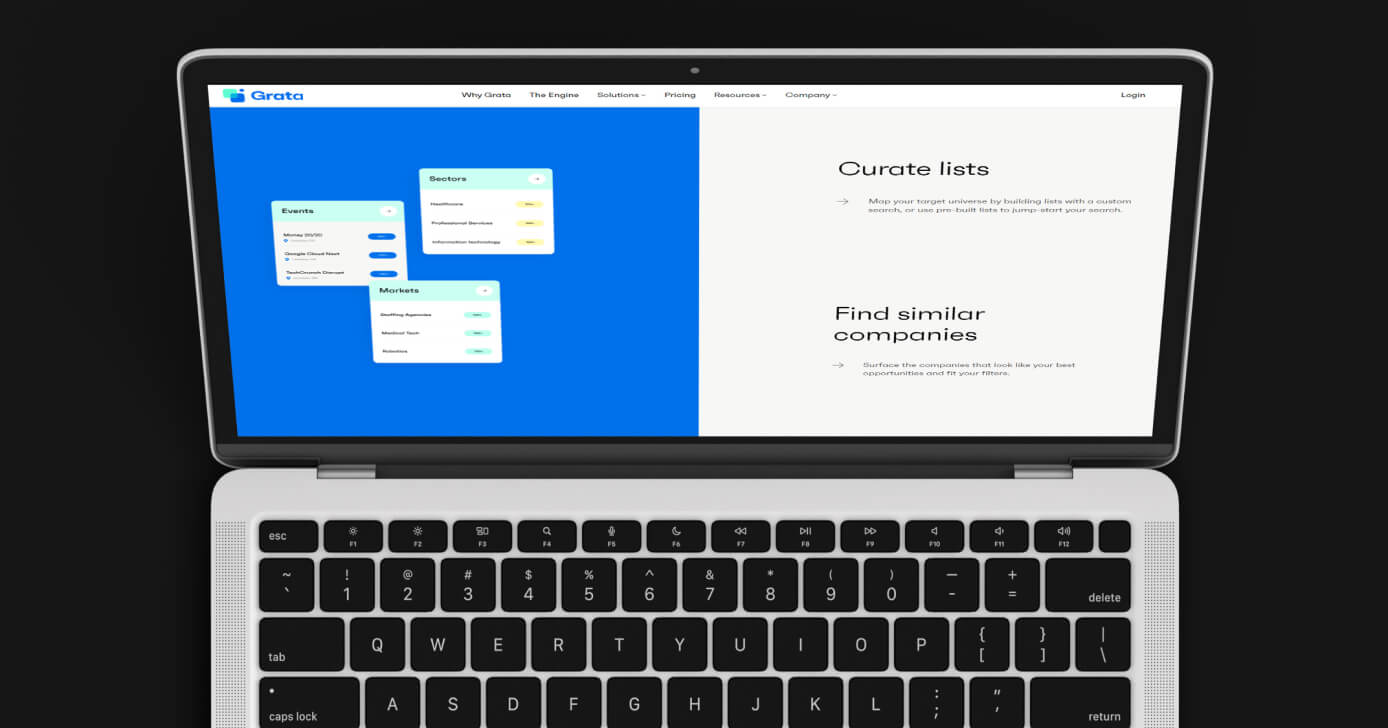 Grata
Why Grata The Engine Solutions Pricing Resources Company Login
Sectors
Healthcare
Professional Services
Information technology
Events
Money 20/20
Google Cloud Next
TechCrunch Disrupt
Markets
Staffing Agencies
Medical Tech
Robotics
Curate lists
Map your target universe by building lists with a custom
search, or use pre-built lists to jump-start your search.
Find similar
companies
Surface the companies that look like your best
opportunities and fit your filters.
esc F1 F2 F3 F4 F5 F6 F7 F8 F9 F10 F11 F12
~ ! @ # $ % ^ & * ( ) — +
` 1 2 3 4 5 6 7 8 9 0 - = delete
tab Q W E R T Y U I O P { [ } ] | \
caps lock A S D F G H J K L : ; " ' return